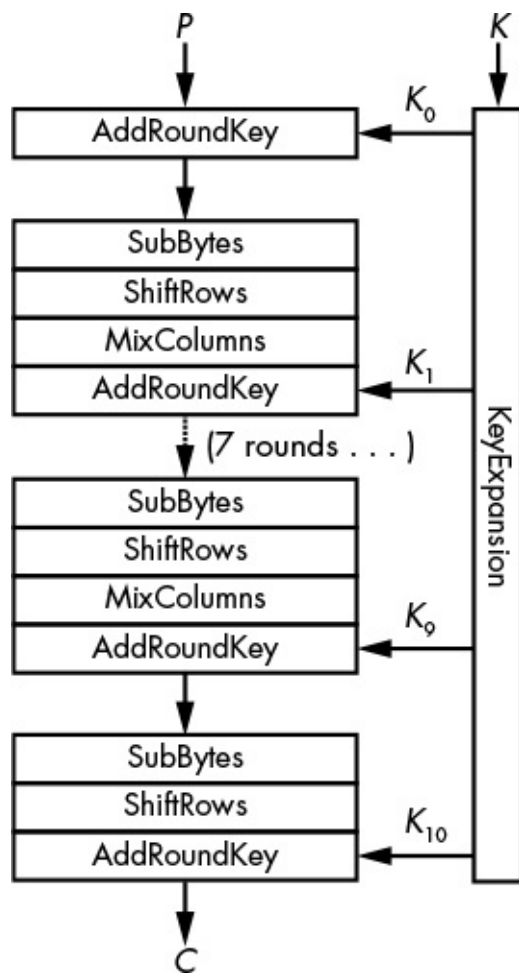 P K
AddRoundKey K₀
SubBytes
ShiftRows
MixColumns
AddRoundKey K₁
(7 rounds . . . )
SubBytes
ShiftRows
MixColumns
AddRoundKey K₉
SubBytes
ShiftRows
AddRoundKey K₁₀
C
KeyExpansion